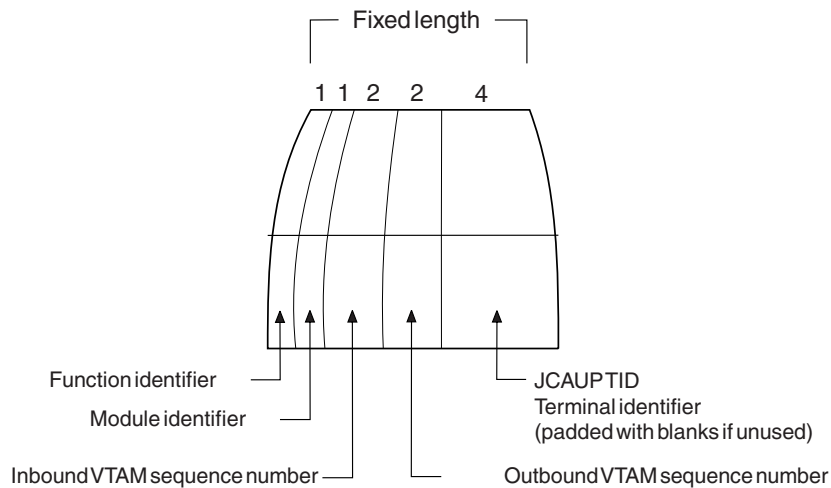 Fixed length
1 1 2 2 4
Function identifier
Module identifier
Inbound VTAM sequence number
JCAUPTID
Terminal identifier
(padded with blanks if unused)
Outbound VTAM sequence number